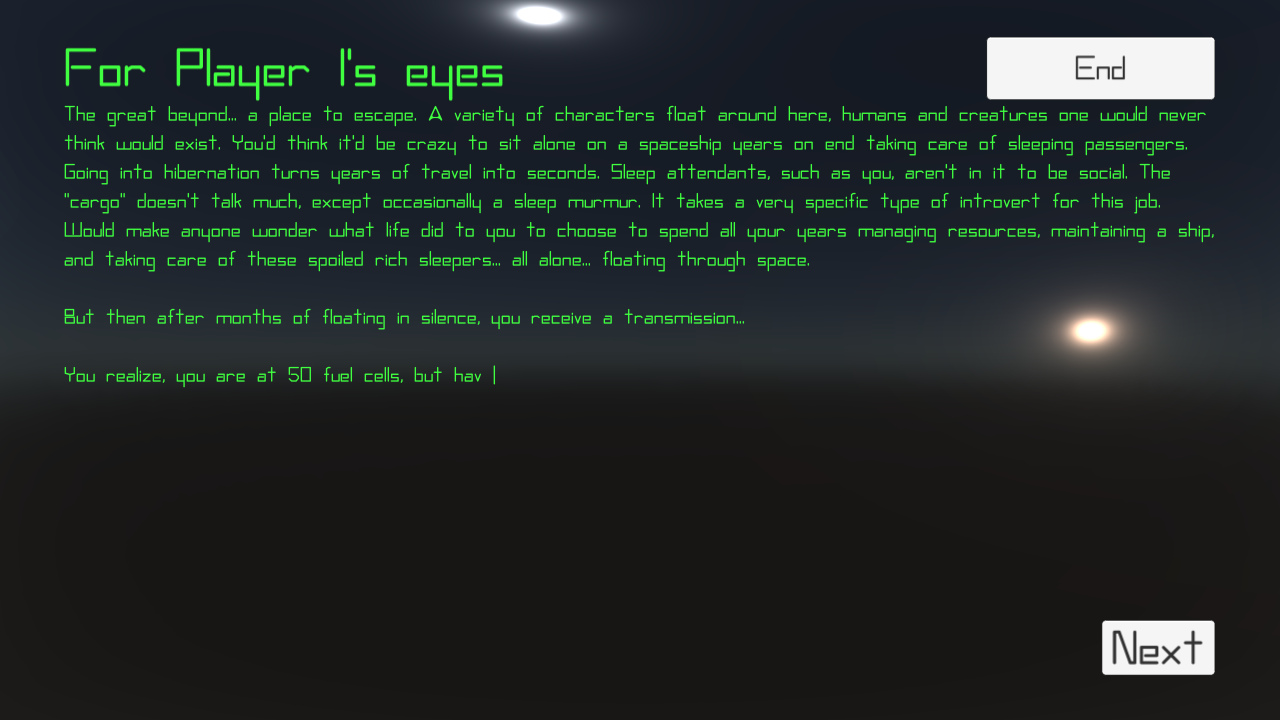 For Player 1's eyes
End
The great beyond... a place to escape. A variety of characters float around here, humans and creatures one would never
think would exist. You'd think it'd be crazy to sit alone on a spaceship years on end taking care of sleeping passengers.
Going into hibernation turns years of travel into seconds. Sleep attendants, such as you, aren't in it to be social. The
"cargo" doesn't talk much, except occasionally a sleep murmur. It takes a very specific type of introvert for this job.
Would make anyone wonder what life did to you to choose to spend all your years managing resources, maintaining a ship,
and taking care of these spoiled rich sleepers... all alone... floating through space.
But then after months of floating in silence, you receive a transmission...
You realize, you are at 50 fuel cells, but hav |
Next